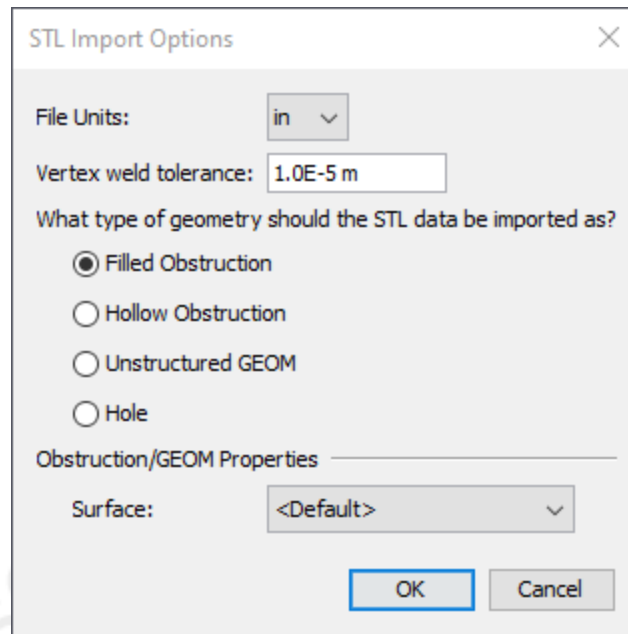 STL Import Options
File Units: in
Vertex weld tolerance: 1.0E-5 m
What type of geometry should the STL data be imported as?
Filled Obstruction
Hollow Obstruction
Unstructured GEOM
Hole
Obstruction/GEOM Properties
Surface: <Default>
OK Cancel